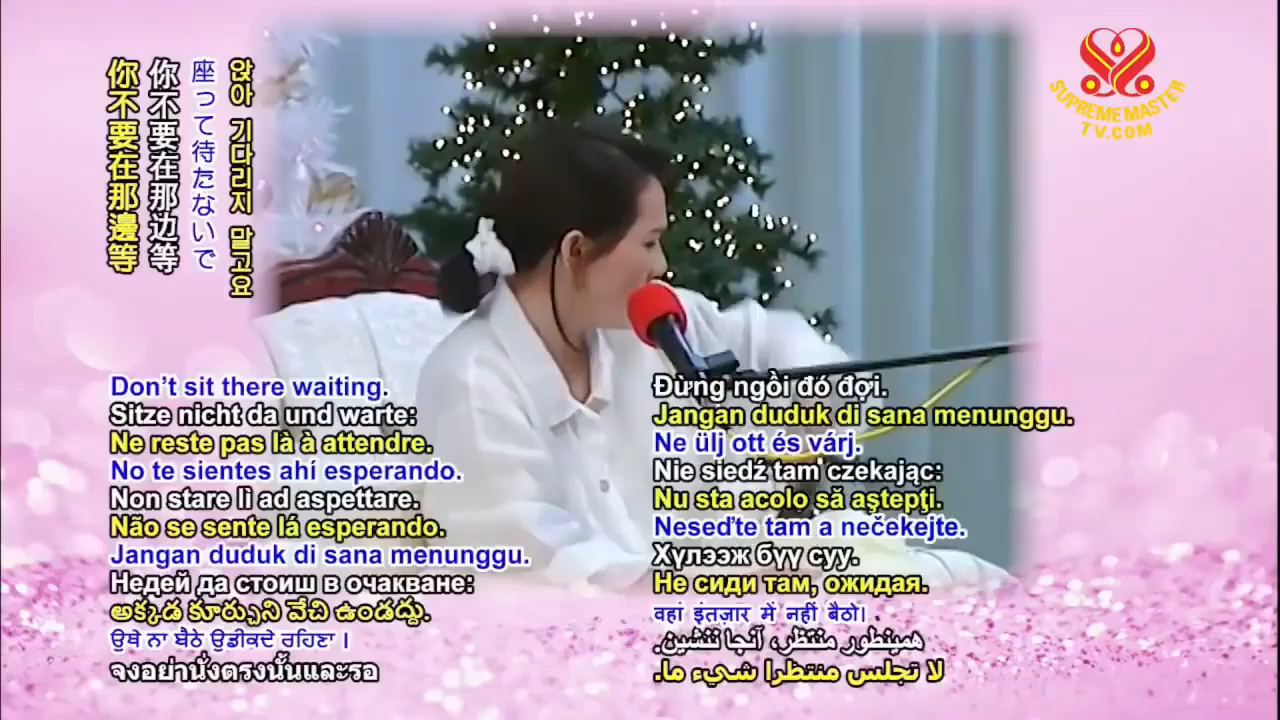 你不要在那邊等
你不要在那边等
座って待たないで
앉아 기다리지 말고요
SUPREME MASTER
TV.COM
Don't sit there waiting.
Sitze nicht da und warte:
Ne reste pas là à attendre.
No te sientes ahí esperando.
Non stare lì ad aspettare.
Não se sente lá esperando.
Jangan duduk di sana menunggu.
Недей да стоиш в очакване:
అక్కడ కూర్చుని వేచి ఉండద్దు.
ਉਥੇ ਨਾ ਬੈਠੇ ਉਡੀਕਦੇ ਰਹਿਣਾ ।
จงอย่านั่งตรงนั้นและรอ
Đừng ngồi đó đợi.
Jangan duduk di sana menunggu.
Ne ülj ott és várj.
Nie siedź tam czekając:
Nu sta acolo să aştepţi.
Neseďte tam a nečekejte.
Хүлээж бүү суу.
Не сиди там, ожидая.
वहां इंतज़ार में नहीं बैठो।
همینطور منتظر، آنجا ننشین.
لا تجلس منتظرا شيء ما.